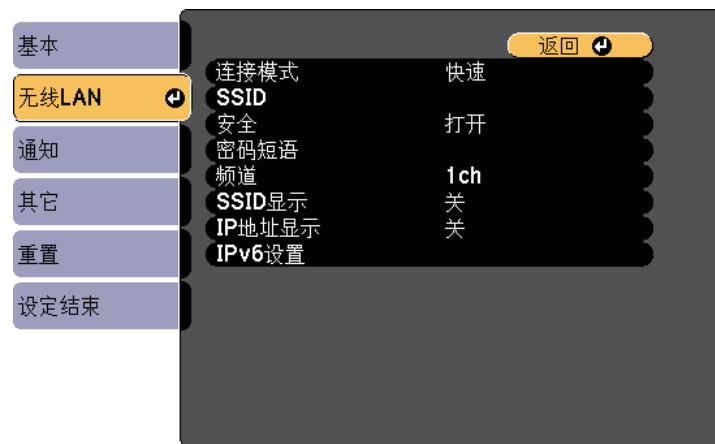 基本
无线LAN
通知
其它
重置
设定结束
返回
连接模式 快速
SSID
安全 打开
密码短语
频道 1ch
SSID显示 关
IP地址显示 关
IPv6设置